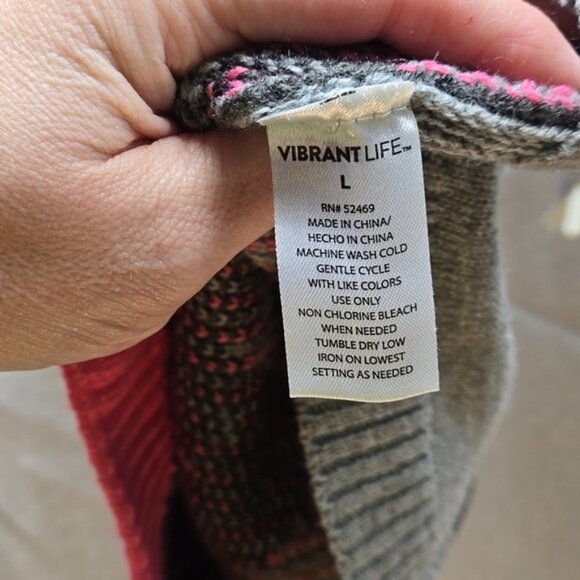 VIBRANT LIFE™
L
RN# 52469
MADE IN CHINA/
HECHO IN CHINA
MACHINE WASH COLD
GENTLE CYCLE
WITH LIKE COLORS
USE ONLY
NON CHLORINE BLEACH
WHEN NEEDED
TUMBLE DRY LOW
IRON ON LOWEST
SETTING AS NEEDED